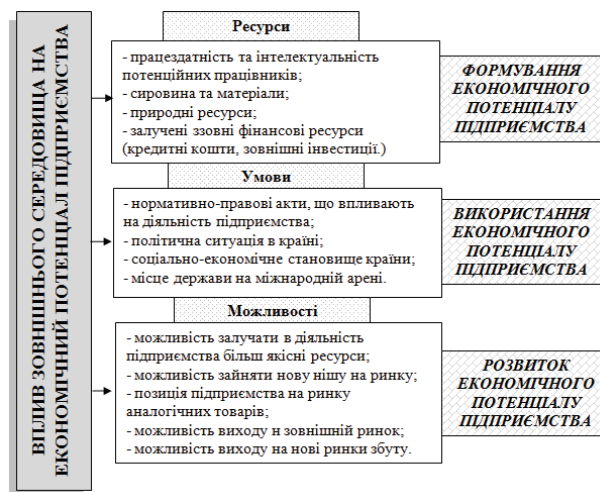 ВПЛИВ ЗОВНІШНЬОГО СЕРЕДОВИЩА НА
ЕКОНОМІЧНИЙ ПОТЕНЦІАЛ ПІДПРИЄМСТВА
Ресурси
- працездатність та інтелектуальність
потенційних працівників;
- сировина та матеріали;
- природні ресурси;
- залучені ззовні фінансові ресурси
(кредитні кошти, зовнішні інвестиції.)
ФОРМУВАННЯ
ЕКОНОМІЧНОГО
ПОТЕНЦІАЛУ
ПІДПРИЄМСТВА
Умови
- нормативно-правові акти, що впливають
на діяльність підприємства;
- політична ситуація в країні;
- соціально-економічне становище країни;
- місце держави на міжнародній арені.
ВИКОРИСТАННЯ
ЕКОНОМІЧНОГО
ПОТЕНЦІАЛУ
ПІДПРИЄМСТВА
Можливості
- можливість залучати в діяльність
підприємства більш якісні ресурси;
- можливість зайняти нову нішу на ринку;
- позиція підприємства на ринку
аналогічних товарів;
- можливість виходу н зовнішній ринок;
- можливість виходу на нові ринки збуту.
РОЗВИТОК
ЕКОНОМІЧНОГО
ПОТЕНЦІАЛУ
ПІДПРИЄМСТВА